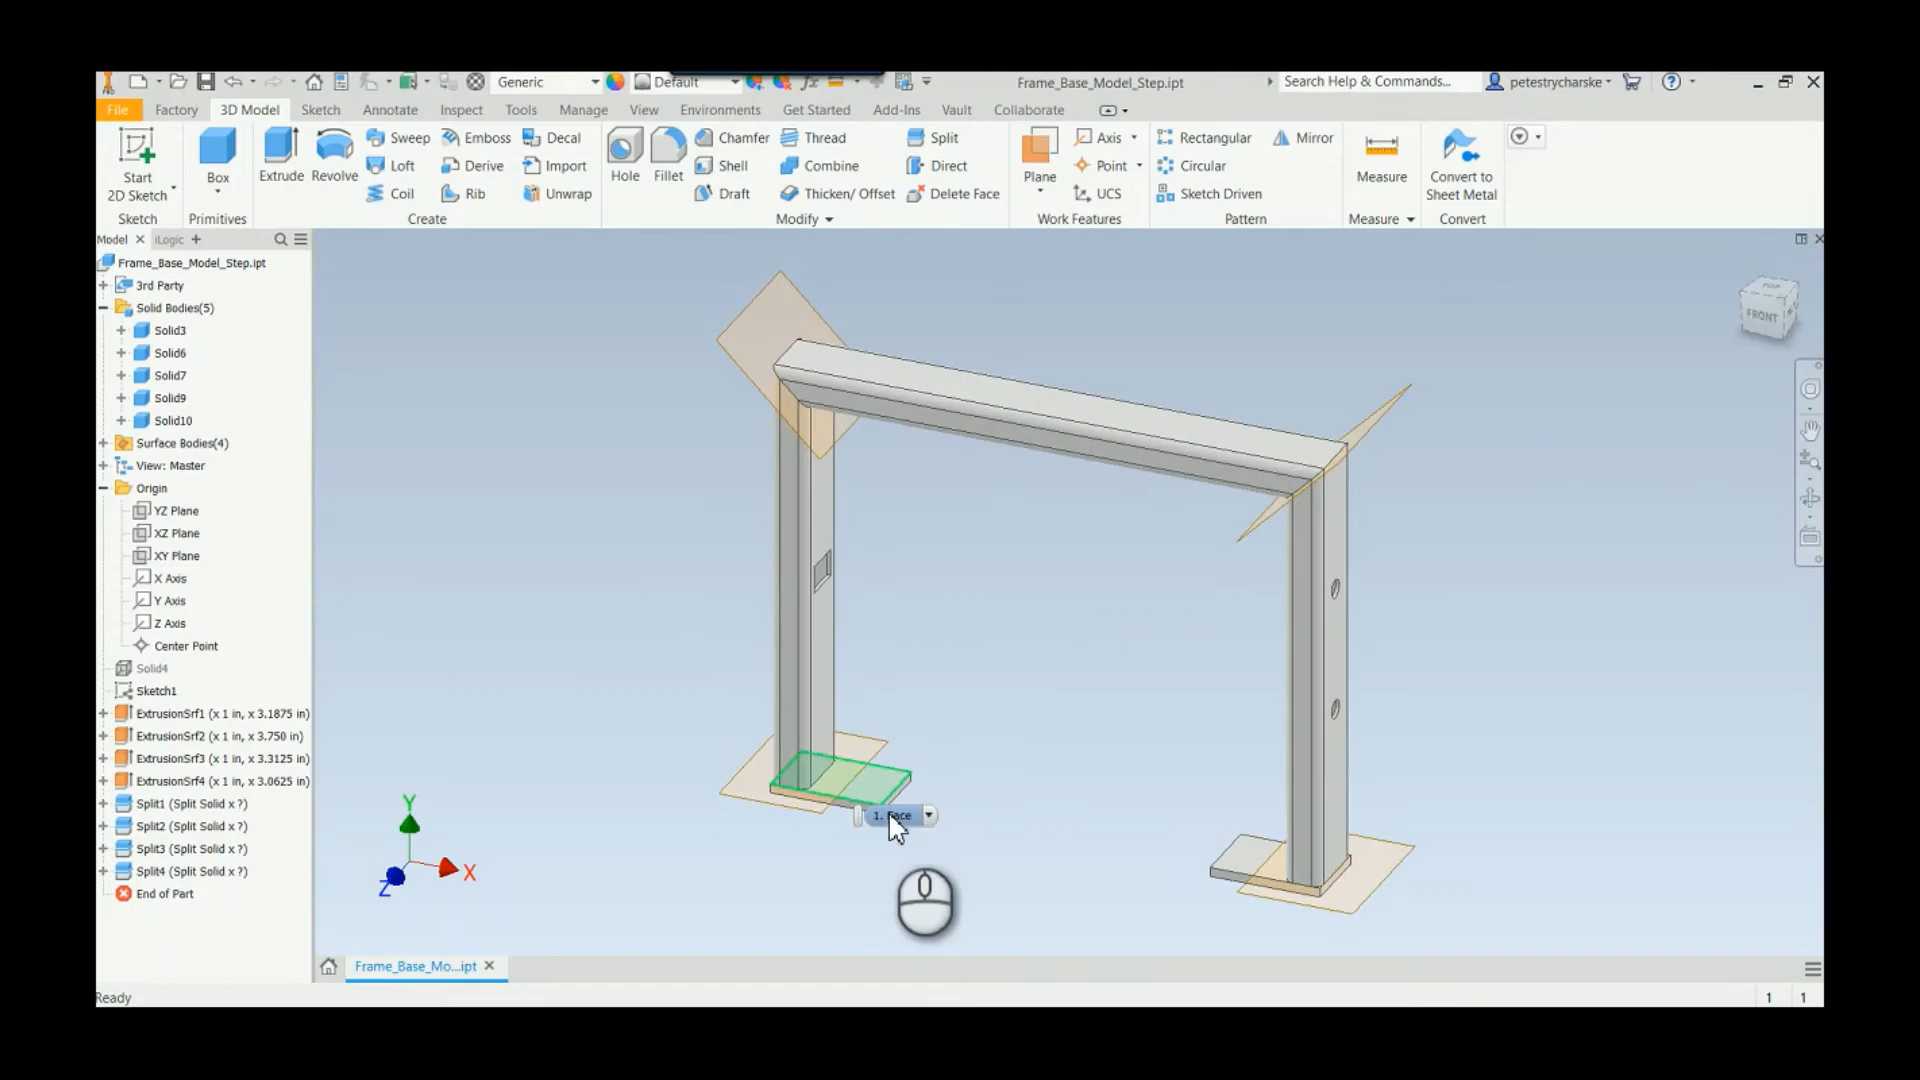 PRO Generic Default Frame_Base_Model_Step.ipt Search Help & Commands... petestrycharske
File Factory 3D Model Sketch Annotate Inspect Tools Manage View Environments Get Started Add-Ins Vault Collaborate
Start 2D Sketch
Sketch
Box
Primitives
Extrude Revolve
Sweep Emboss Decal
Loft Derive Import
Coil Rib Unwrap
Create
Hole Fillet
Chamfer Thread Split
Shell Combine Direct
Draft Thicken/ Offset Delete Face
Modify
Plane
Axis
Point
UCS
Work Features
Rectangular Mirror
Circular
Sketch Driven
Pattern
Measure
Measure
Convert to Sheet Metal
Convert
Model iLogic
Frame_Base_Model_Step.ipt
3rd Party
Solid Bodies(5)
Solid3
Solid6
Solid7
Solid9
Solid10
Surface Bodies(4)
View: Master
Origin
YZ Plane
XZ Plane
XY Plane
X Axis
Y Axis
Z Axis
Center Point
Solid4
Sketch1
ExtrusionSrf1 (x 1 in, x 3.1875 in)
ExtrusionSrf2 (x 1 in, x 3.750 in)
ExtrusionSrf3 (x 1 in, x 3.3125 in)
ExtrusionSrf4 (x 1 in, x 3.0625 in)
Split1 (Split Solid x ?)
Split2 (Split Solid x ?)
Split3 (Split Solid x ?)
Split4 (Split Solid x ?)
End of Part
TOP
FRONT
1. Face
Y
X
Z
Frame_Base_Mo...ipt
Ready
1 1